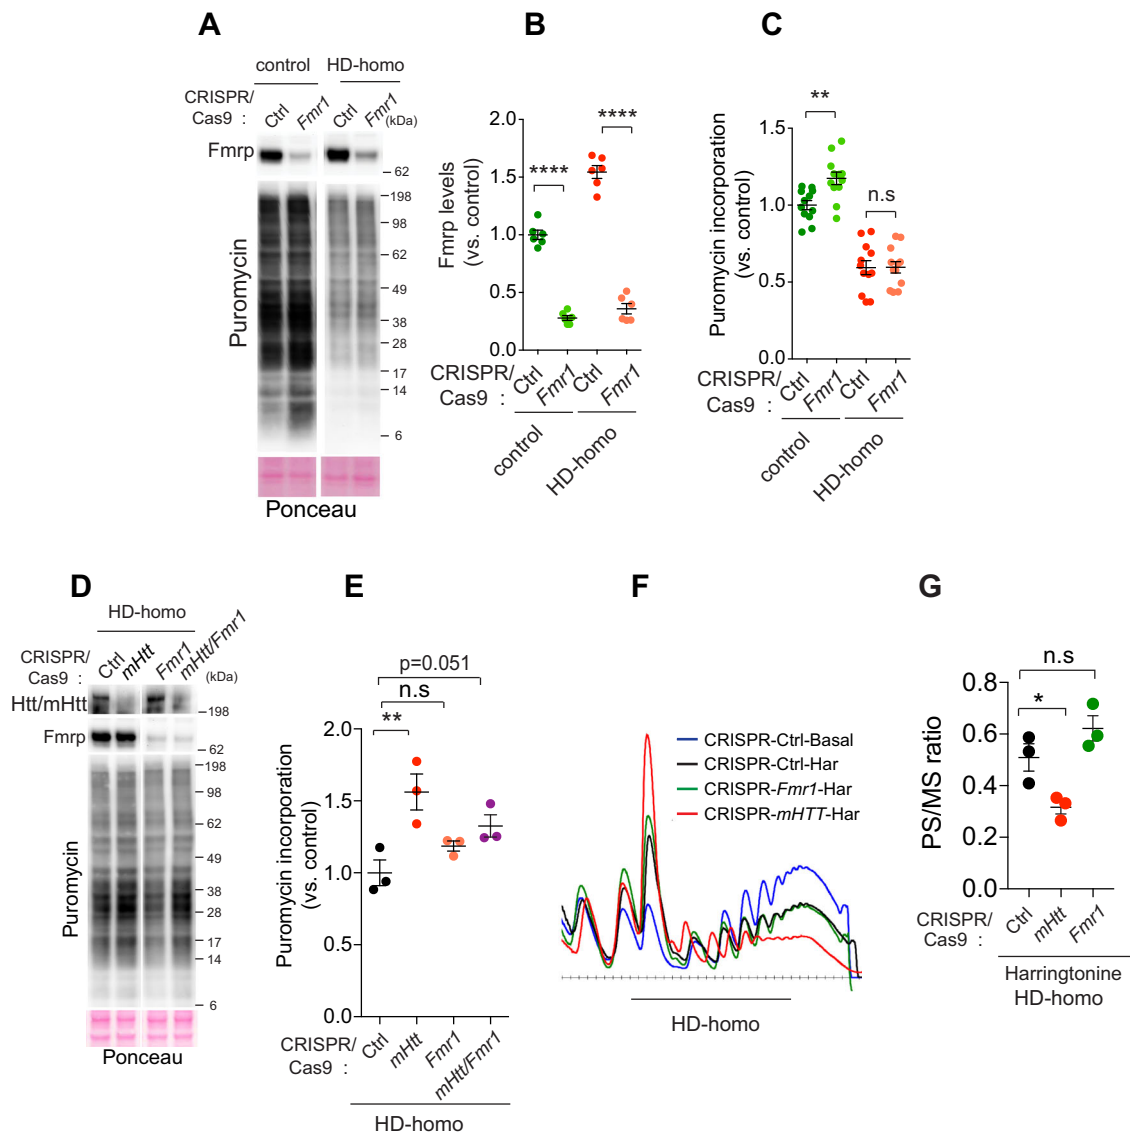 A
control
HD-homo
CRISPR/
Cas9 :
Ctrl
Fmr1
Ctrl
Fmr1
(kDa)
Fmrp
62
Puromycin
198
98
62
49
38
28
17
14
6
Ponceau
B
Fmrp levels
(vs. control)
2.0
1.5
1.0
0.5
0.0
****
****
CRISPR/
Cas9 :
Ctrl
Fmr1
Ctrl
Fmr1
control
HD-homo
C
Puromycin incorporation
(vs. control)
1.5
1.0
0.5
0.0
**
n.s
CRISPR/
Cas9 :
Ctrl
Fmr1
Ctrl
Fmr1
control
HD-homo
D
HD-homo
CRISPR/
Cas9 :
Ctrl
mHtt
Fmr1
mHtt/Fmr1
(kDa)
Htt/mHtt
198
Fmrp
62
Puromycin
198
98
62
49
38
28
17
14
6
Ponceau
E
Puromycin incorporation
(vs. control)
2.0
1.5
1.0
0.5
0.0
p=0.051
n.s
**
CRISPR/
Cas9 :
Ctrl
mHtt
Fmr1
mHtt/Fmr1
HD-homo
F
CRISPR-Ctrl-Basal
CRISPR-Ctrl-Har
CRISPR-Fmr1-Har
CRISPR-mHTT-Har
HD-homo
G
PS/MS ratio
0.8
0.6
0.4
0.2
0.0
n.s
*
CRISPR/
Cas9 :
Ctrl
mHtt
Fmr1
Harringtonine
HD-homo